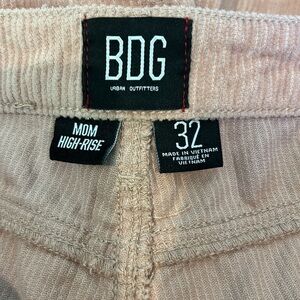 BDG
URBAN OUTFITTERS
MOM
HIGH-RISE
32
MADE IN VIETNAM
FABRIQUÉ EN
VIETNAM